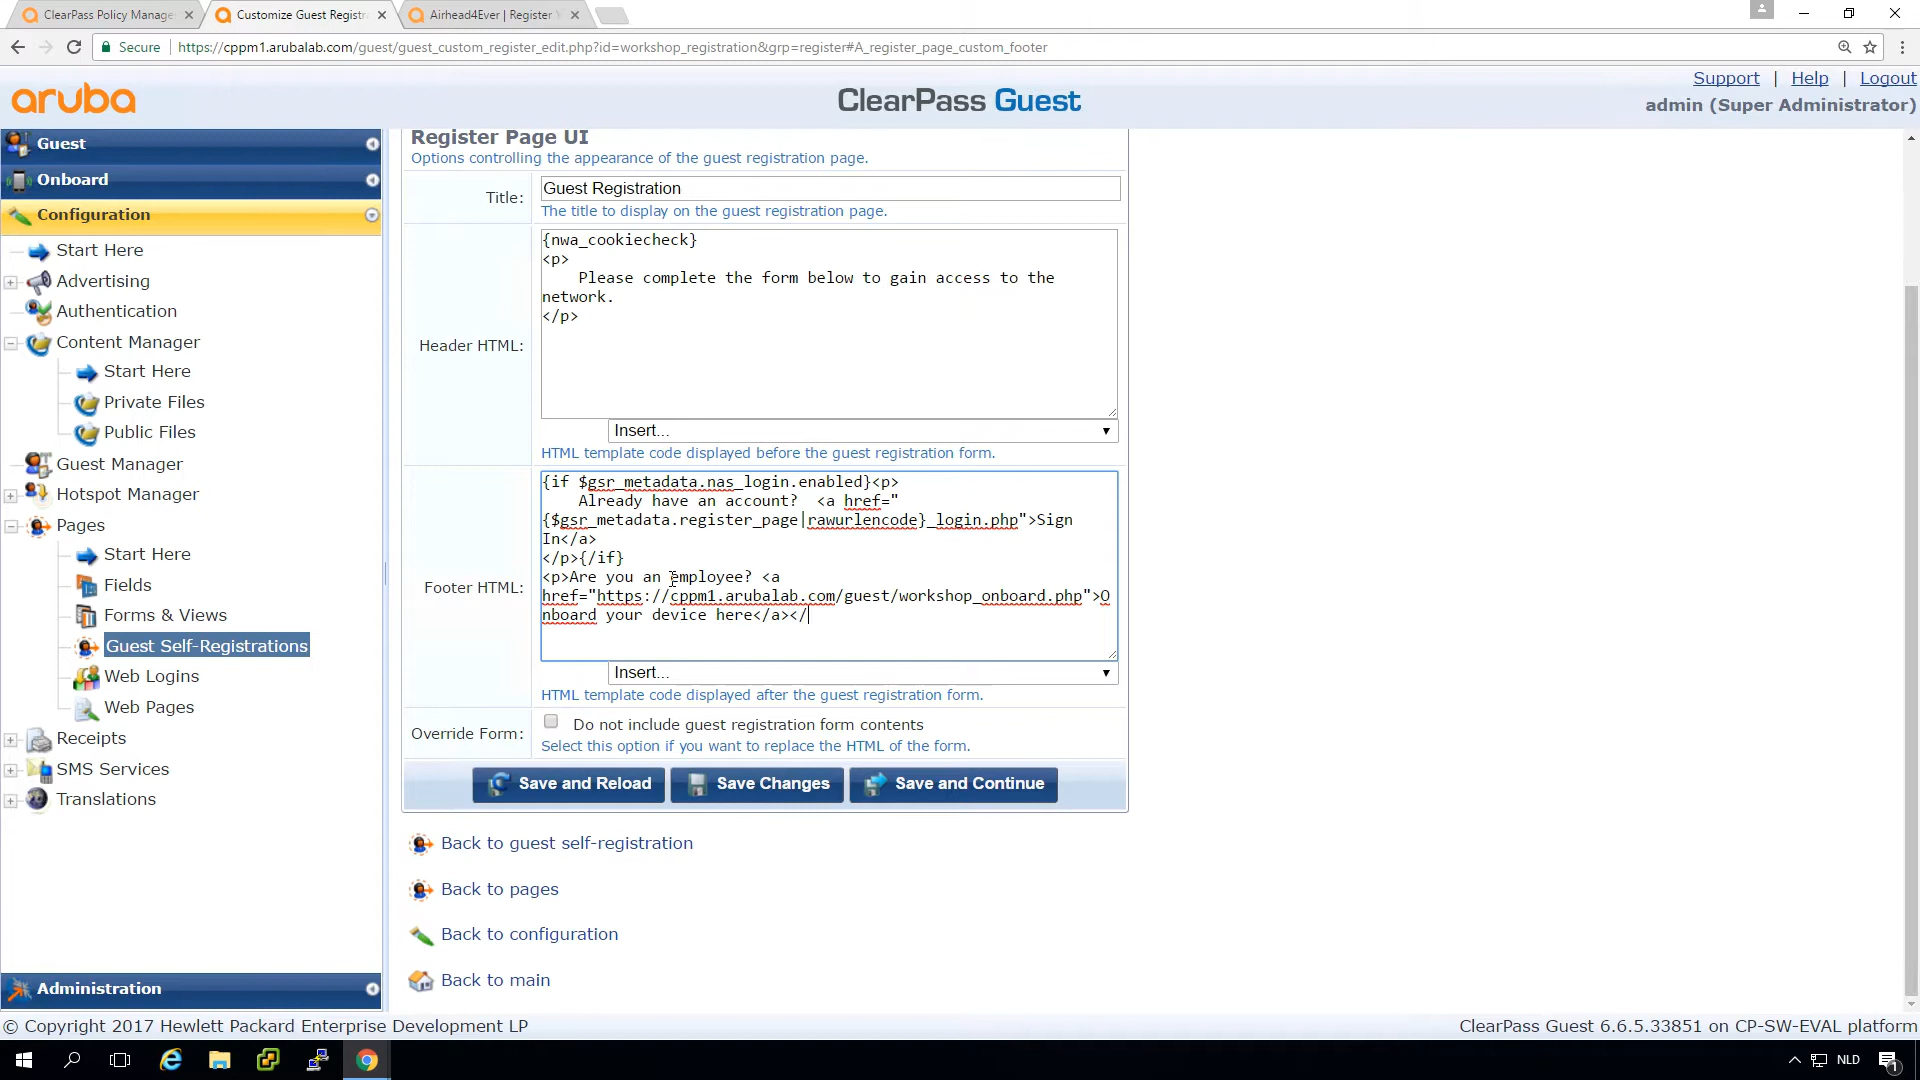 ClearPass Policy Manage
Customize Guest Registr
Airhead4Ever | Register
Secure
https://cppm1.arubalab.com/guest/guest_custom_register_edit.php?id=workshop_registration&grp=register#A_register_page_custom_footer
aruba
ClearPass Guest
Support | Help | Logout
admin (Super Administrator)
Guest
Onboard
Configuration
Start Here
Advertising
Authentication
Content Manager
Start Here
Private Files
Public Files
Guest Manager
Hotspot Manager
Pages
Start Here
Fields
Forms & Views
Guest Self-Registrations
Web Logins
Web Pages
Receipts
SMS Services
Translations
Administration
Register Page UI
Options controlling the appearance of the guest registration page.
Title:
Guest Registration
The title to display on the guest registration page.
Header HTML:
{nwa_cookiecheck}
<p>
Please complete the form below to gain access to the
network.
</p>
Insert...
HTML template code displayed before the guest registration form.
Footer HTML:
{if $gsr_metadata.nas_login.enabled}<p>
Already have an account?  <a href="
{$gsr_metadata.register_page|rawurlencode}_login.php">Sign
In</a>
</p>{/if}
<p>Are you an employee? <a
href="https://cppm1.arubalab.com/guest/workshop_onboard.php">O
nboard your device here</a></
Insert...
HTML template code displayed after the guest registration form.
Override Form:
Do not include guest registration form contents
Select this option if you want to replace the HTML of the form.
Save and Reload
Save Changes
Save and Continue
Back to guest self-registration
Back to pages
Back to configuration
Back to main
© Copyright 2017 Hewlett Packard Enterprise Development LP
ClearPass Guest 6.6.5.33851 on CP-SW-EVAL platform
NLD
1